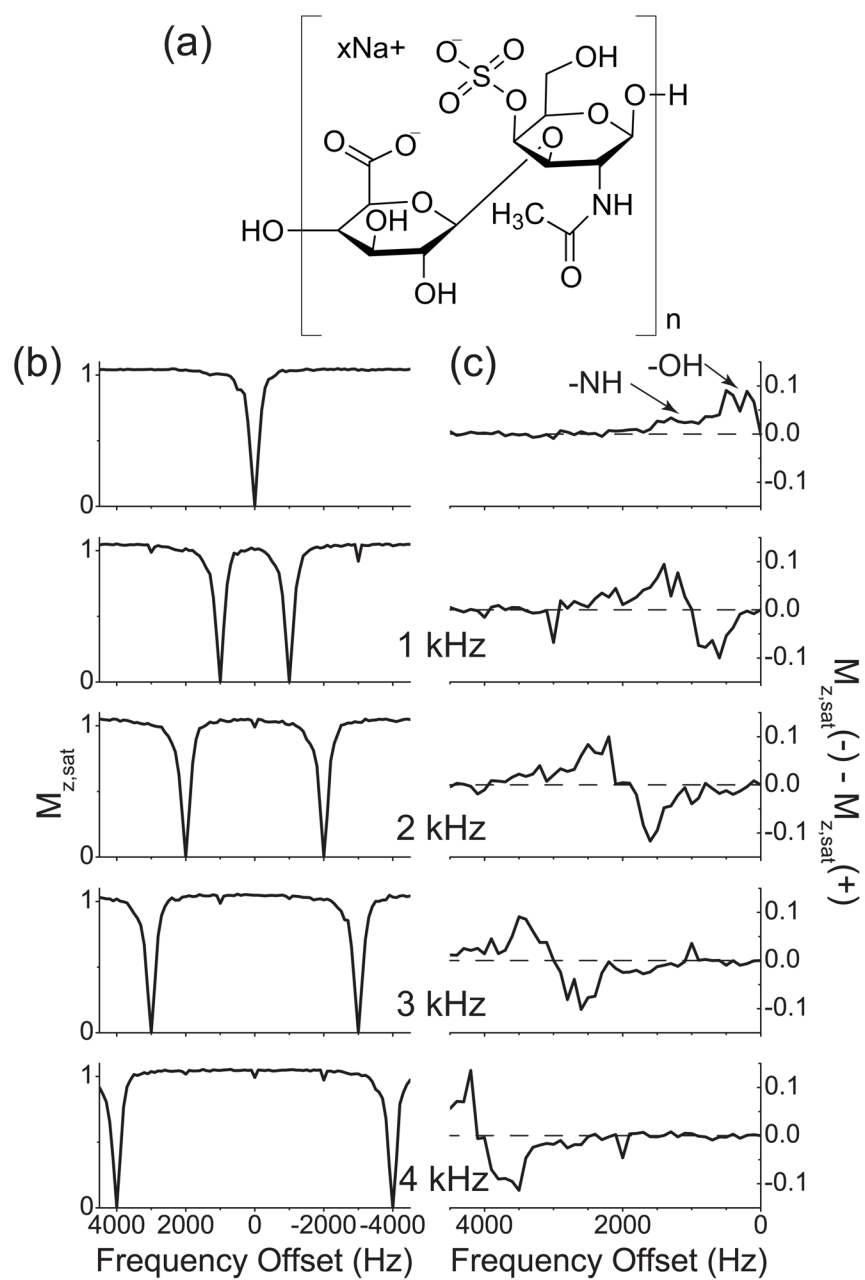 (a)
xNa+
O-
O
S
O
O
OH
O
O-H
O
O
O-
O
HO
OH
O
OH
H3C
NH
O
n
(b)
(c)
1
0
-NH
-OH
0.1
0.0
-0.1
1
0
1 kHz
0.1
0.0
-0.1
1
0
2 kHz
0.1
0.0
-0.1
1
0
3 kHz
0.1
0.0
-0.1
1
0
4 kHz
0.1
0.0
-0.1
Mz,sat
Mz,sat(-) - Mz,sat(+)
4000 2000 0 -2000 -4000
4000 2000 0
Frequency Offset (Hz)
Frequency Offset (Hz)